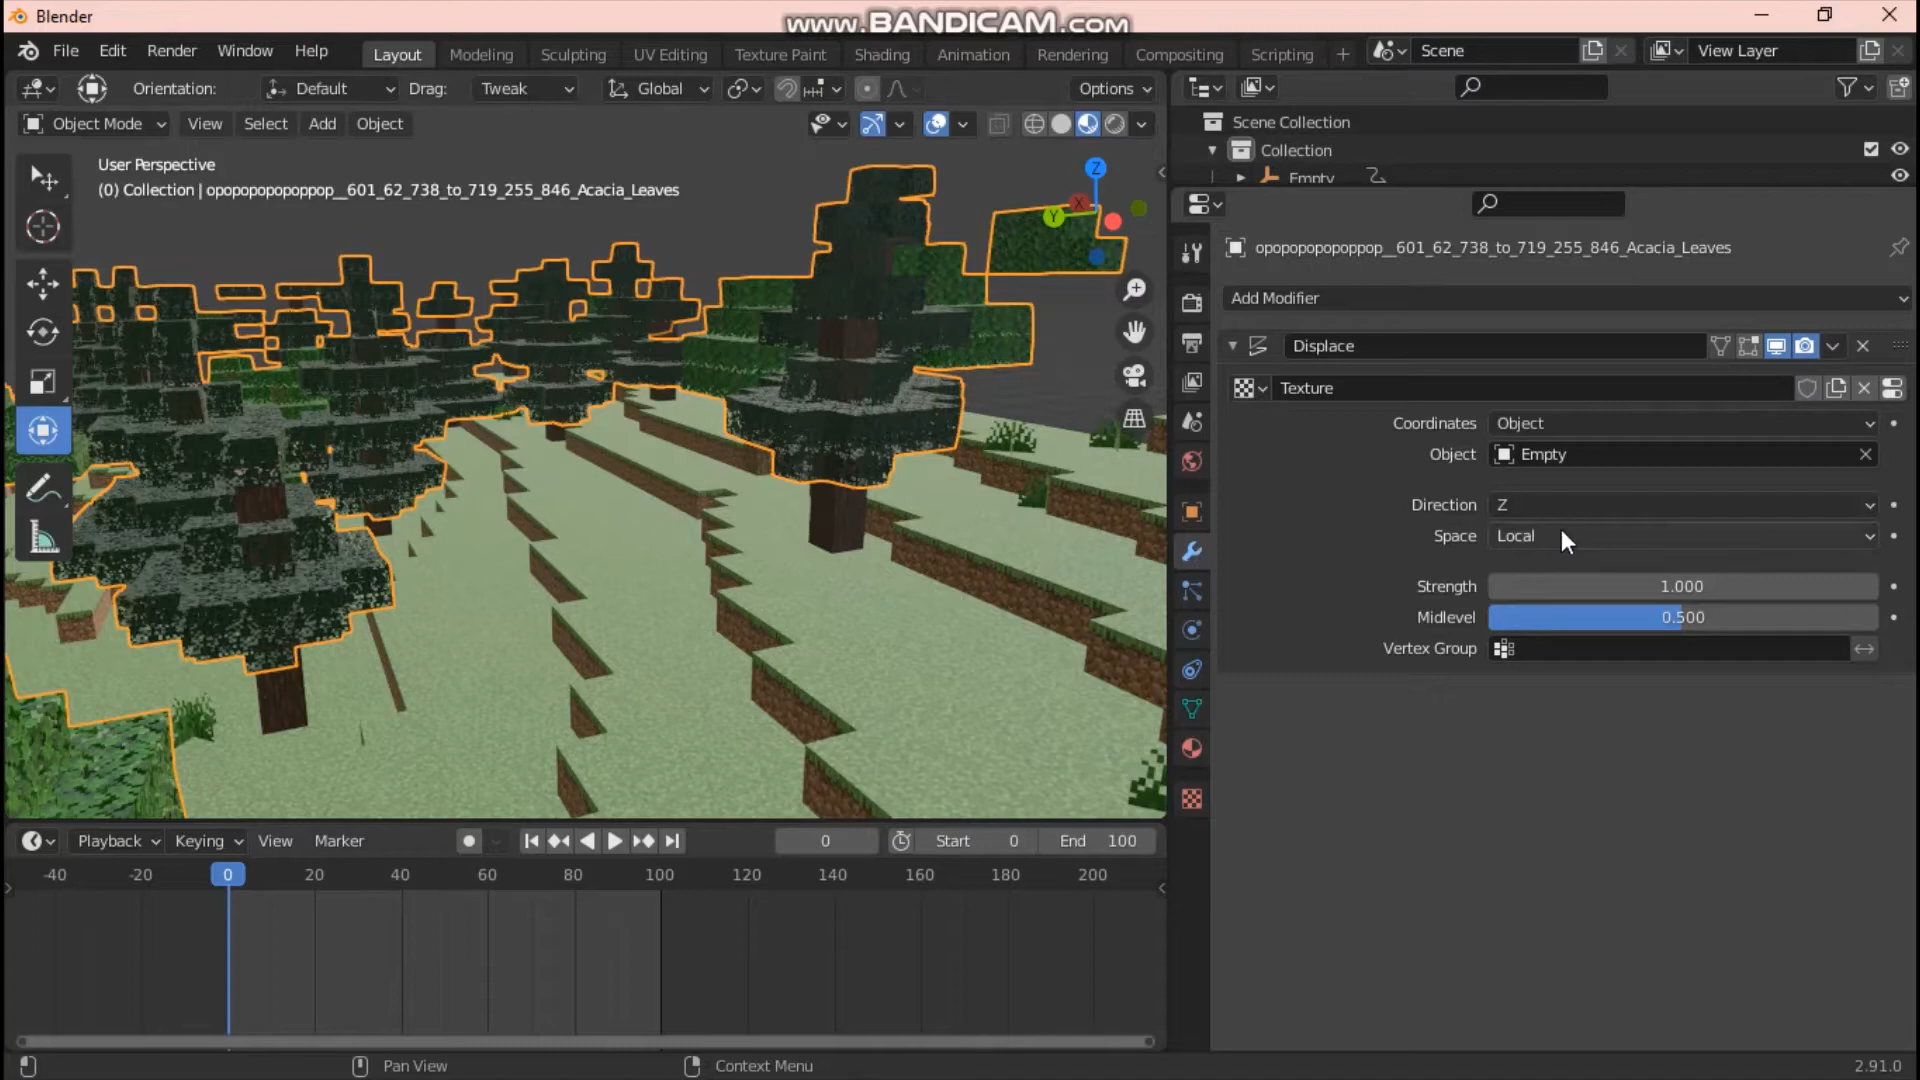 Blender
www.BANDICAM.com
File Edit Render Window Help
Layout Modeling Sculpting UV Editing Texture Paint Shading Animation Rendering Compositing Scripting +
Scene
View Layer
Orientation: Default Drag: Tweak Global Options
Object Mode View Select Add Object
User Perspective
(0) Collection | opopopopopoppop__601_62_738_to_719_255_846_Acacia_Leaves
Z
X
Y
Scene Collection
Collection
Empty
opopopopopoppop__601_62_738_to_719_255_846_Acacia_Leaves
Add Modifier
Displace
Texture
Coordinates Object
Object Empty
Direction Z
Space Local
Strength 1.000
Midlevel 0.500
Vertex Group
Playback Keying View Marker 0 Start 0 End 100
-40 -20 0 20 40 60 80 100 120 140 160 180 200
Pan View Context Menu 2.91.0